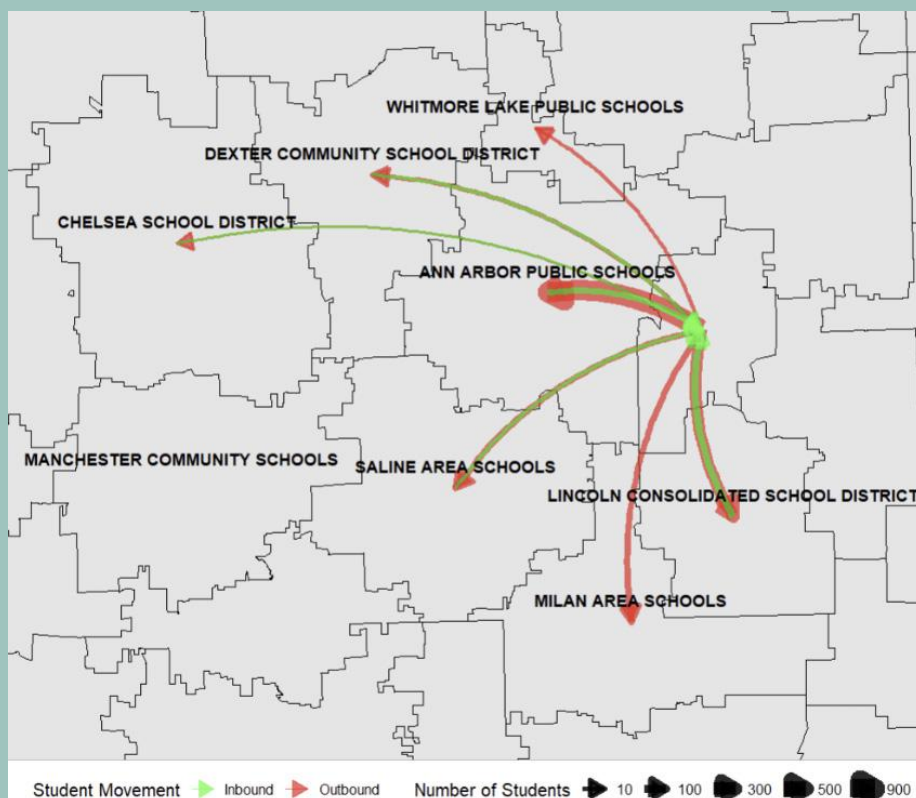 WHITMORE LAKE PUBLIC SCHOOLS
DEXTER COMMUNITY SCHOOL DISTRICT
CHELSEA SCHOOL DISTRICT
ANN ARBOR PUBLIC SCHOOLS
MANCHESTER COMMUNITY SCHOOLS
SALINE AREA SCHOOLS
LINCOLN CONSOLIDATED SCHOOL DISTRICT
MILAN AREA SCHOOLS
Student Movement Inbound Outbound Number of Students 10 100 300 500 900